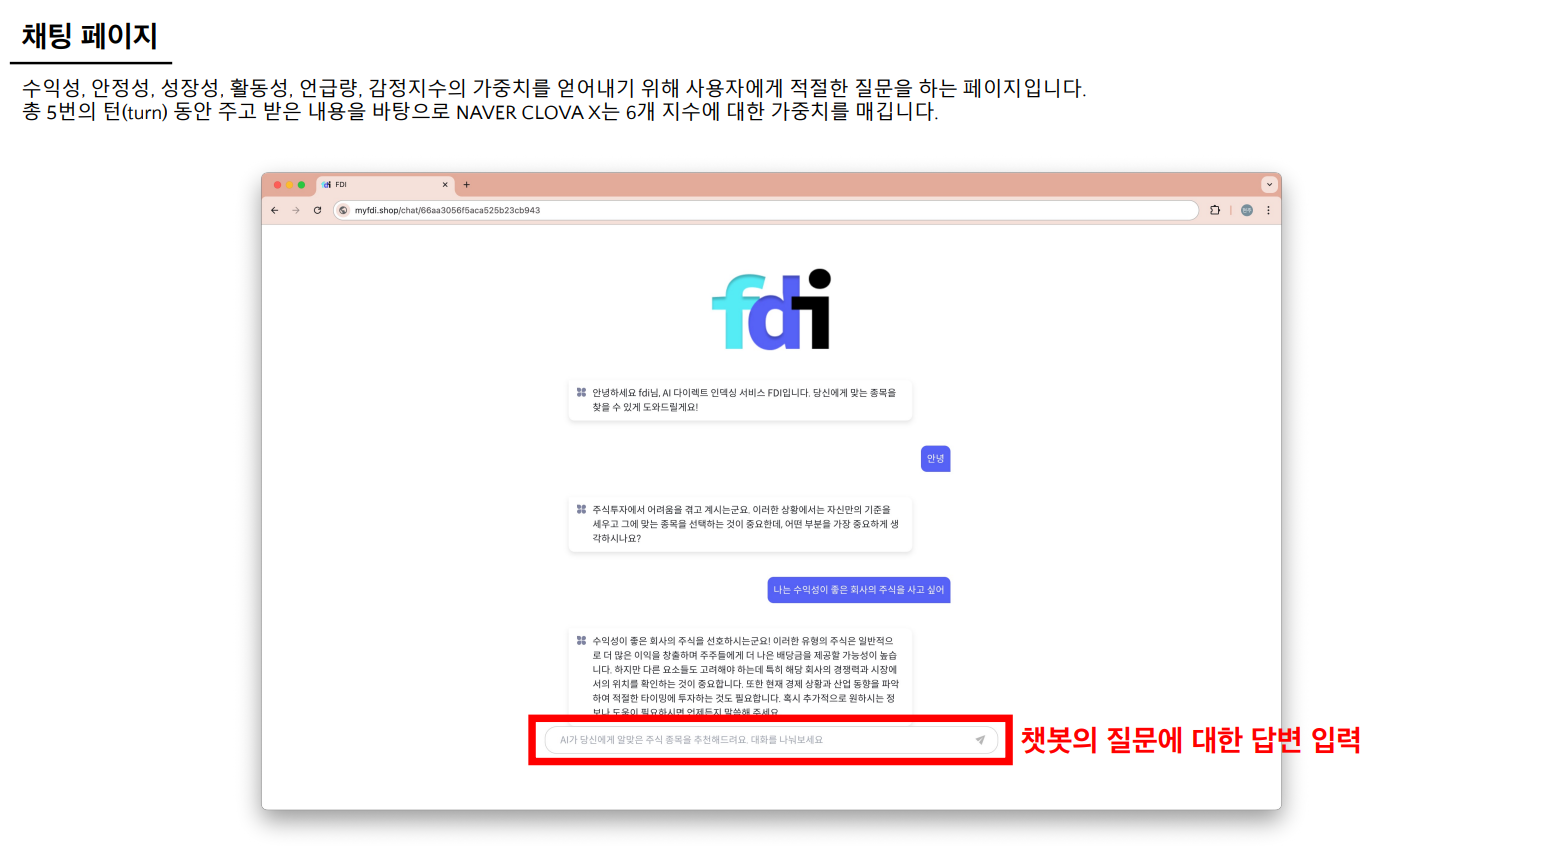 채팅 페이지
수익성, 안정성, 성장성, 활동성, 언급량, 감정지수의 가중치를 얻어내기 위해 사용자에게 적절한 질문을 하는 페이지입니다.
총 5번의 턴(turn) 동안 주고 받은 내용을 바탕으로 NAVER CLOVA X는 6개 지수에 대한 가중치를 매깁니다.
fdi FDI
myfdi.shop/chat/66aa3056f5aca525b23cb943
fdi
안녕하세요 fdi님, AI 다이렉트 인덱싱 서비스 FDI입니다. 당신에게 맞는 종목을
찾을 수 있게 도와드릴게요!
안녕
주식투자에서 어려움을 겪고 계시는군요. 이러한 상황에서는 자신만의 기준을
세우고 그에 맞는 종목을 선택하는 것이 중요한데, 어떤 부분을 가장 중요하게 생
각하시나요?
나는 수익성이 좋은 회사의 주식을 사고 싶어
수익성이 좋은 회사의 주식을 선호하시는군요! 이러한 유형의 주식은 일반적으
로 더 많은 이익을 창출하며 주주들에게 더 나은 배당금을 제공할 가능성이 높습
니다. 하지만 다른 요소들도 고려해야 하는데 특히 해당 회사의 경쟁력과 시장에
서의 위치를 확인하는 것이 중요합니다. 또한 현재 경제 상황과 산업 동향을 파악
하여 적절한 타이밍에 투자하는 것도 필요합니다. 혹시 추가적으로 원하시는 정
보나 도움이 필요하시면 언제든지 말씀해 주세요.
AI가 당신에게 알맞은 주식 종목을 추천해드려요. 대화를 나눠보세요
챗봇의 질문에 대한 답변 입력